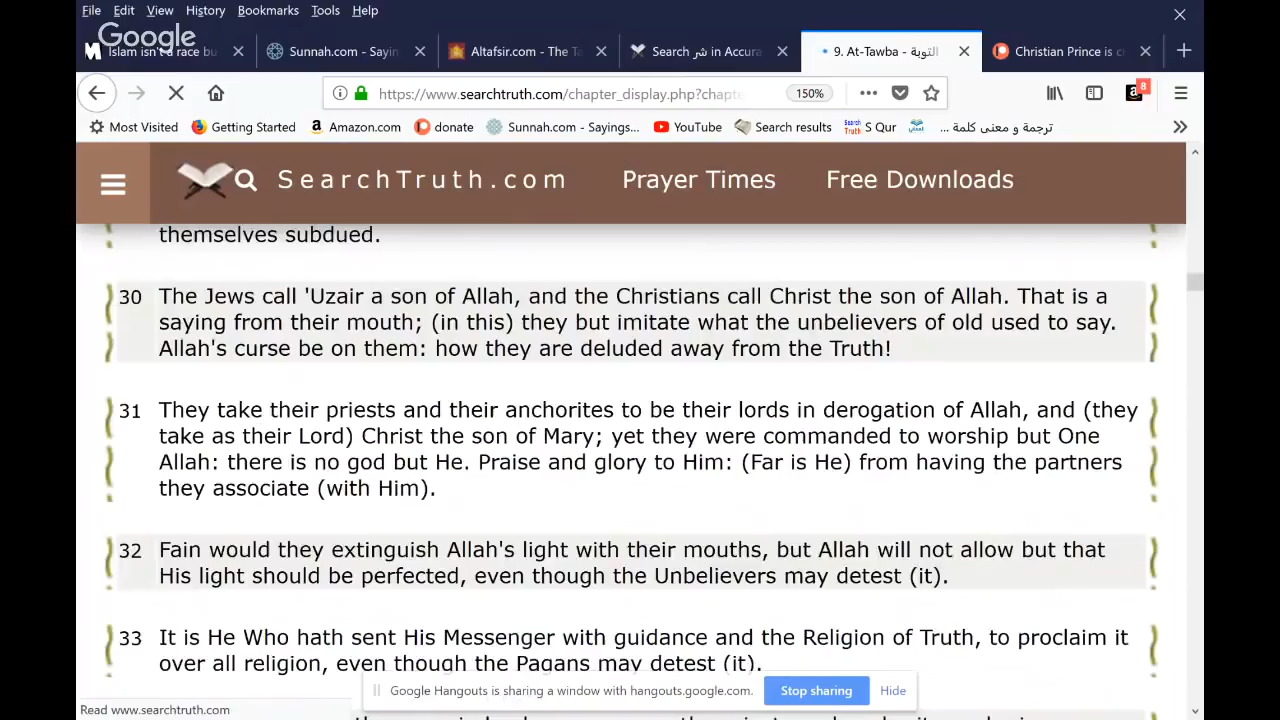 File Edit View History Bookmarks Tools Help
Google
Islam isn't race bu
Sunnah.com - Sayin
Altafsir.com - The Ta
Search شر in Accura
9. At-Tawba - التوبة
Christian Prince is c
https://www.searchtruth.com/chapter_display.php?chapte
150%
8
Most Visited Getting Started Amazon.com donate Sunnah.com - Sayings... YouTube Search results S Qur ترجمة و معنى كلمة ...
SearchTruth.com Prayer Times Free Downloads
themselves subdued.
30 The Jews call 'Uzair a son of Allah, and the Christians call Christ the son of Allah. That is a
saying from their mouth; (in this) they but imitate what the unbelievers of old used to say.
Allah's curse be on them: how they are deluded away from the Truth!
31 They take their priests and their anchorites to be their lords in derogation of Allah, and (they
take as their Lord) Christ the son of Mary; yet they were commanded to worship but One
Allah: there is no god but He. Praise and glory to Him: (Far is He) from having the partners
they associate (with Him).
32 Fain would they extinguish Allah's light with their mouths, but Allah will not allow but that
His light should be perfected, even though the Unbelievers may detest (it).
33 It is He Who hath sent His Messenger with guidance and the Religion of Truth, to proclaim it
over all religion, even though the Pagans may detest (it).
Google Hangouts is sharing a window with hangouts.google.com. Stop sharing Hide
Read www.searchtruth.com